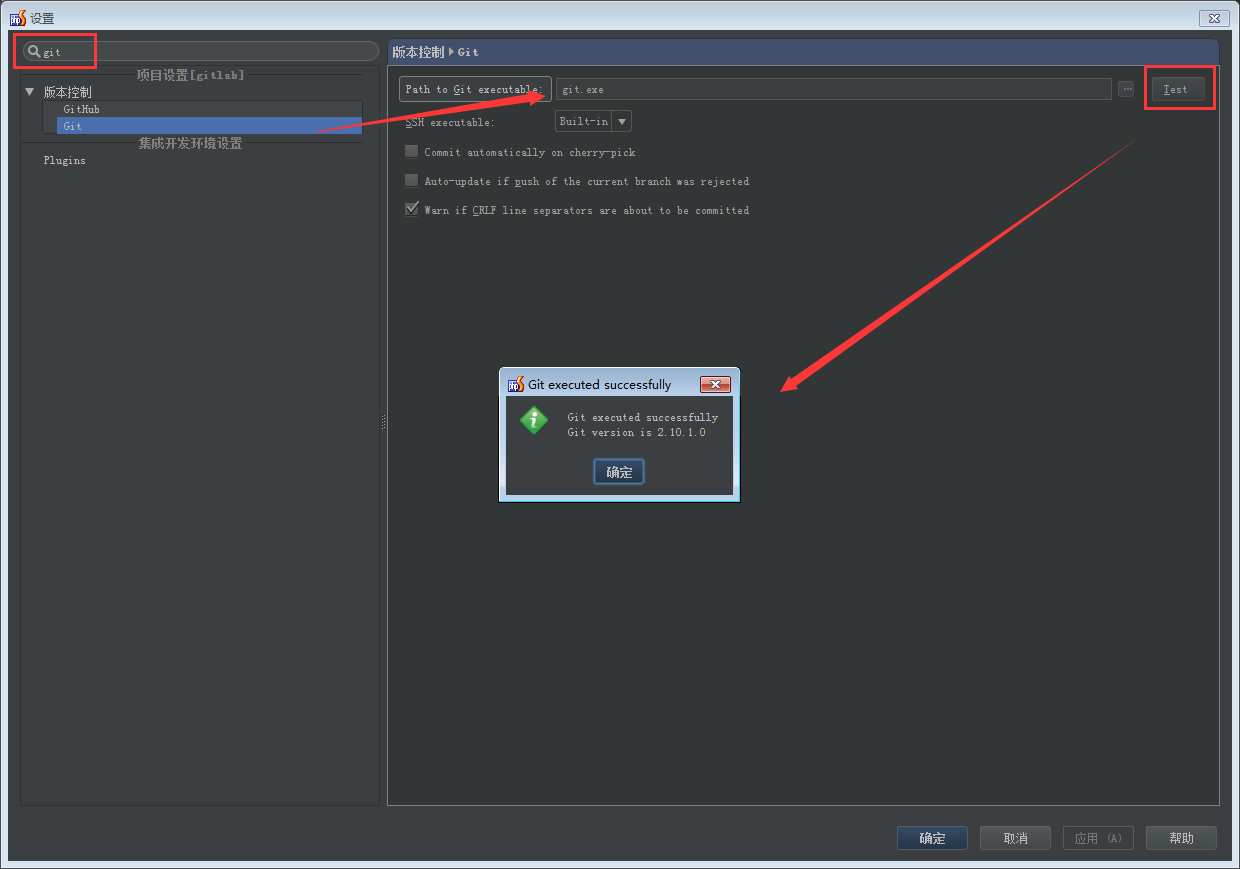 设置
git
项目设置[gitlab]
版本控制
GitHub
Git
集成开发环境设置
Plugins
版本控制 Git
Path to Git executable: git.exe ... Test
SSH executable: Built-in
Commit automatically on cherry-pick
Auto-update if push of the current branch was rejected
Warn if CRLF line separators are about to be committed
Git executed successfully
Git executed successfully
Git version is 2.10.1.0
确定
确定 取消 应用 (A) 帮助